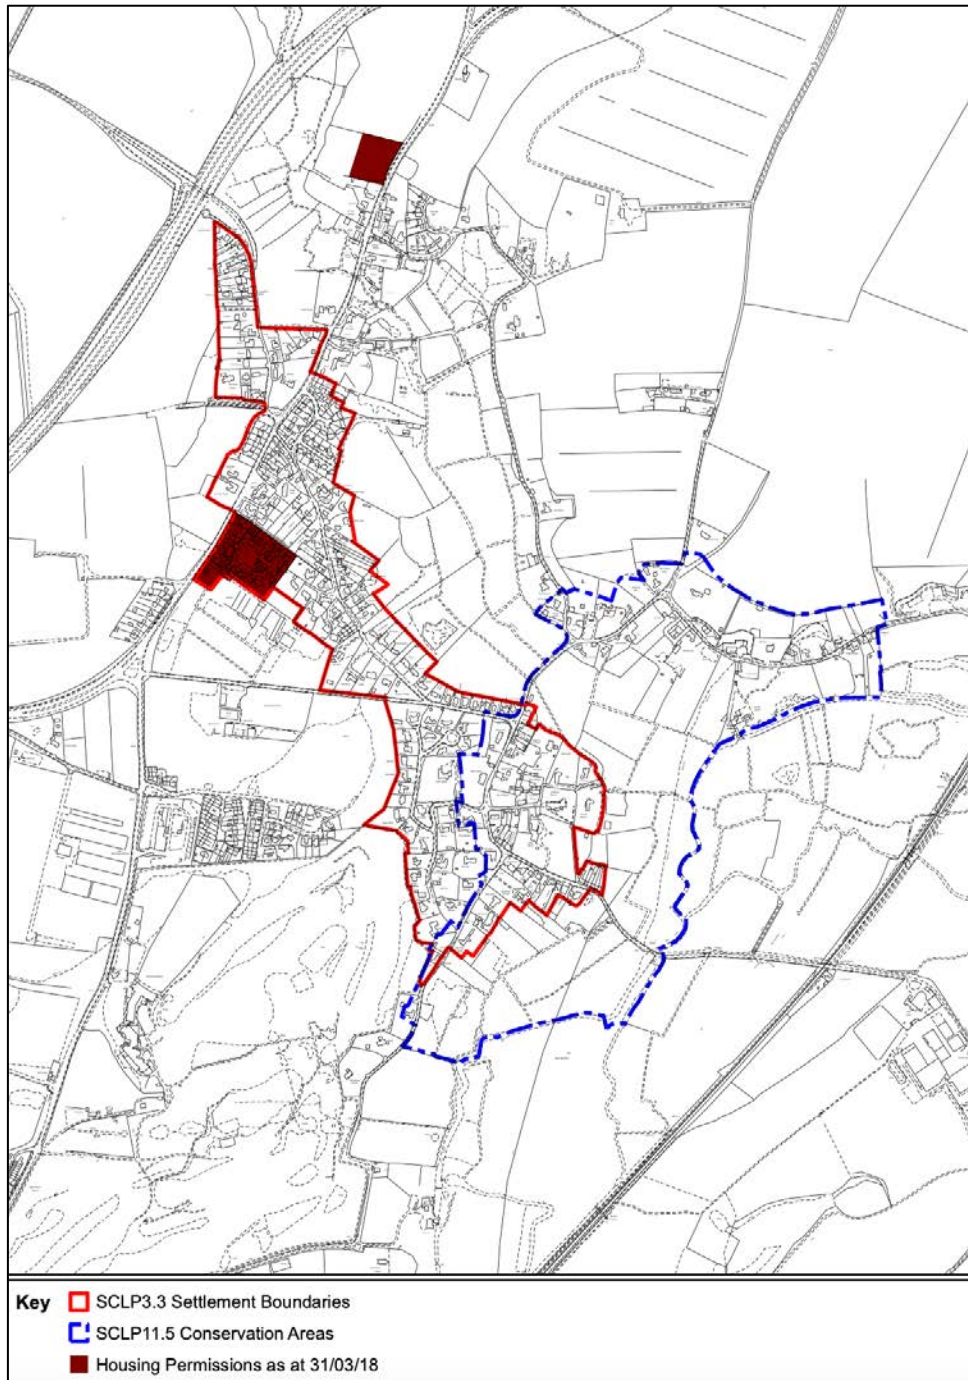 Key
SCLP3.3 Settlement Boundaries
SCLP11.5 Conservation Areas
Housing Permissions as at 31/03/18